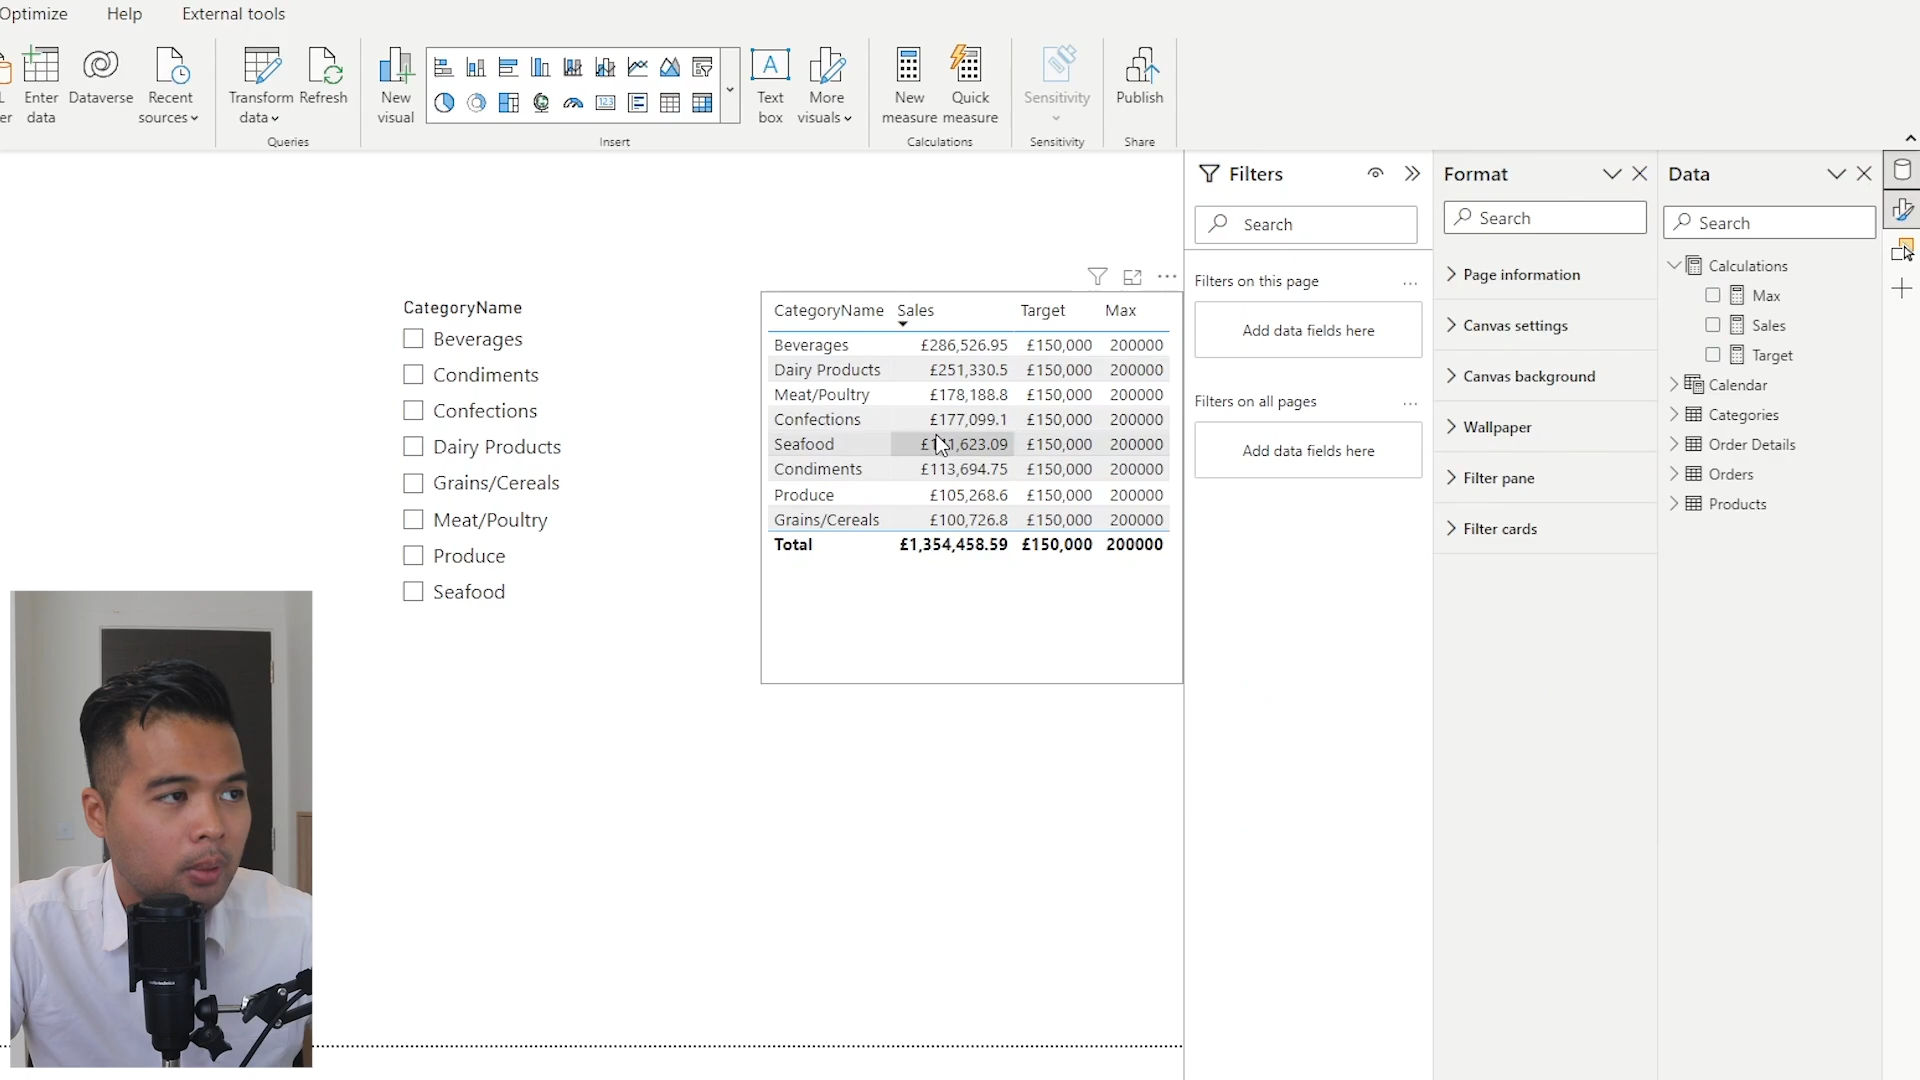 Optimize Help External tools
Enter data
Dataverse
Recent sources
Transform data
Refresh
Queries
New visual
Insert
Text box
More visuals
New measure
Quick measure
Calculations
Sensitivity
Sensitivity
Publish
Share
CategoryName
Beverages
Condiments
Confections
Dairy Products
Grains/Cereals
Meat/Poultry
Produce
Seafood
CategoryName Sales Target Max
Beverages £286,526.95 £150,000 200000
Dairy Products £251,330.5 £150,000 200000
Meat/Poultry £178,188.8 £150,000 200000
Confections £177,099.1 £150,000 200000
Seafood £150,000 200000
Condiments £113,694.75 £150,000 200000
Produce £105,268.6 £150,000 200000
Grains/Cereals £100,726.8 £150,000 200000
Total £1,354,458.59 £150,000 200000
Filters
Search
Filters on this page
Add data fields here
Filters on all pages
Add data fields here
Format
Search
Page information
Canvas settings
Canvas background
Wallpaper
Filter pane
Filter cards
Data
Search
Calculations
Max
Sales
Target
Calendar
Categories
Order Details
Orders
Products